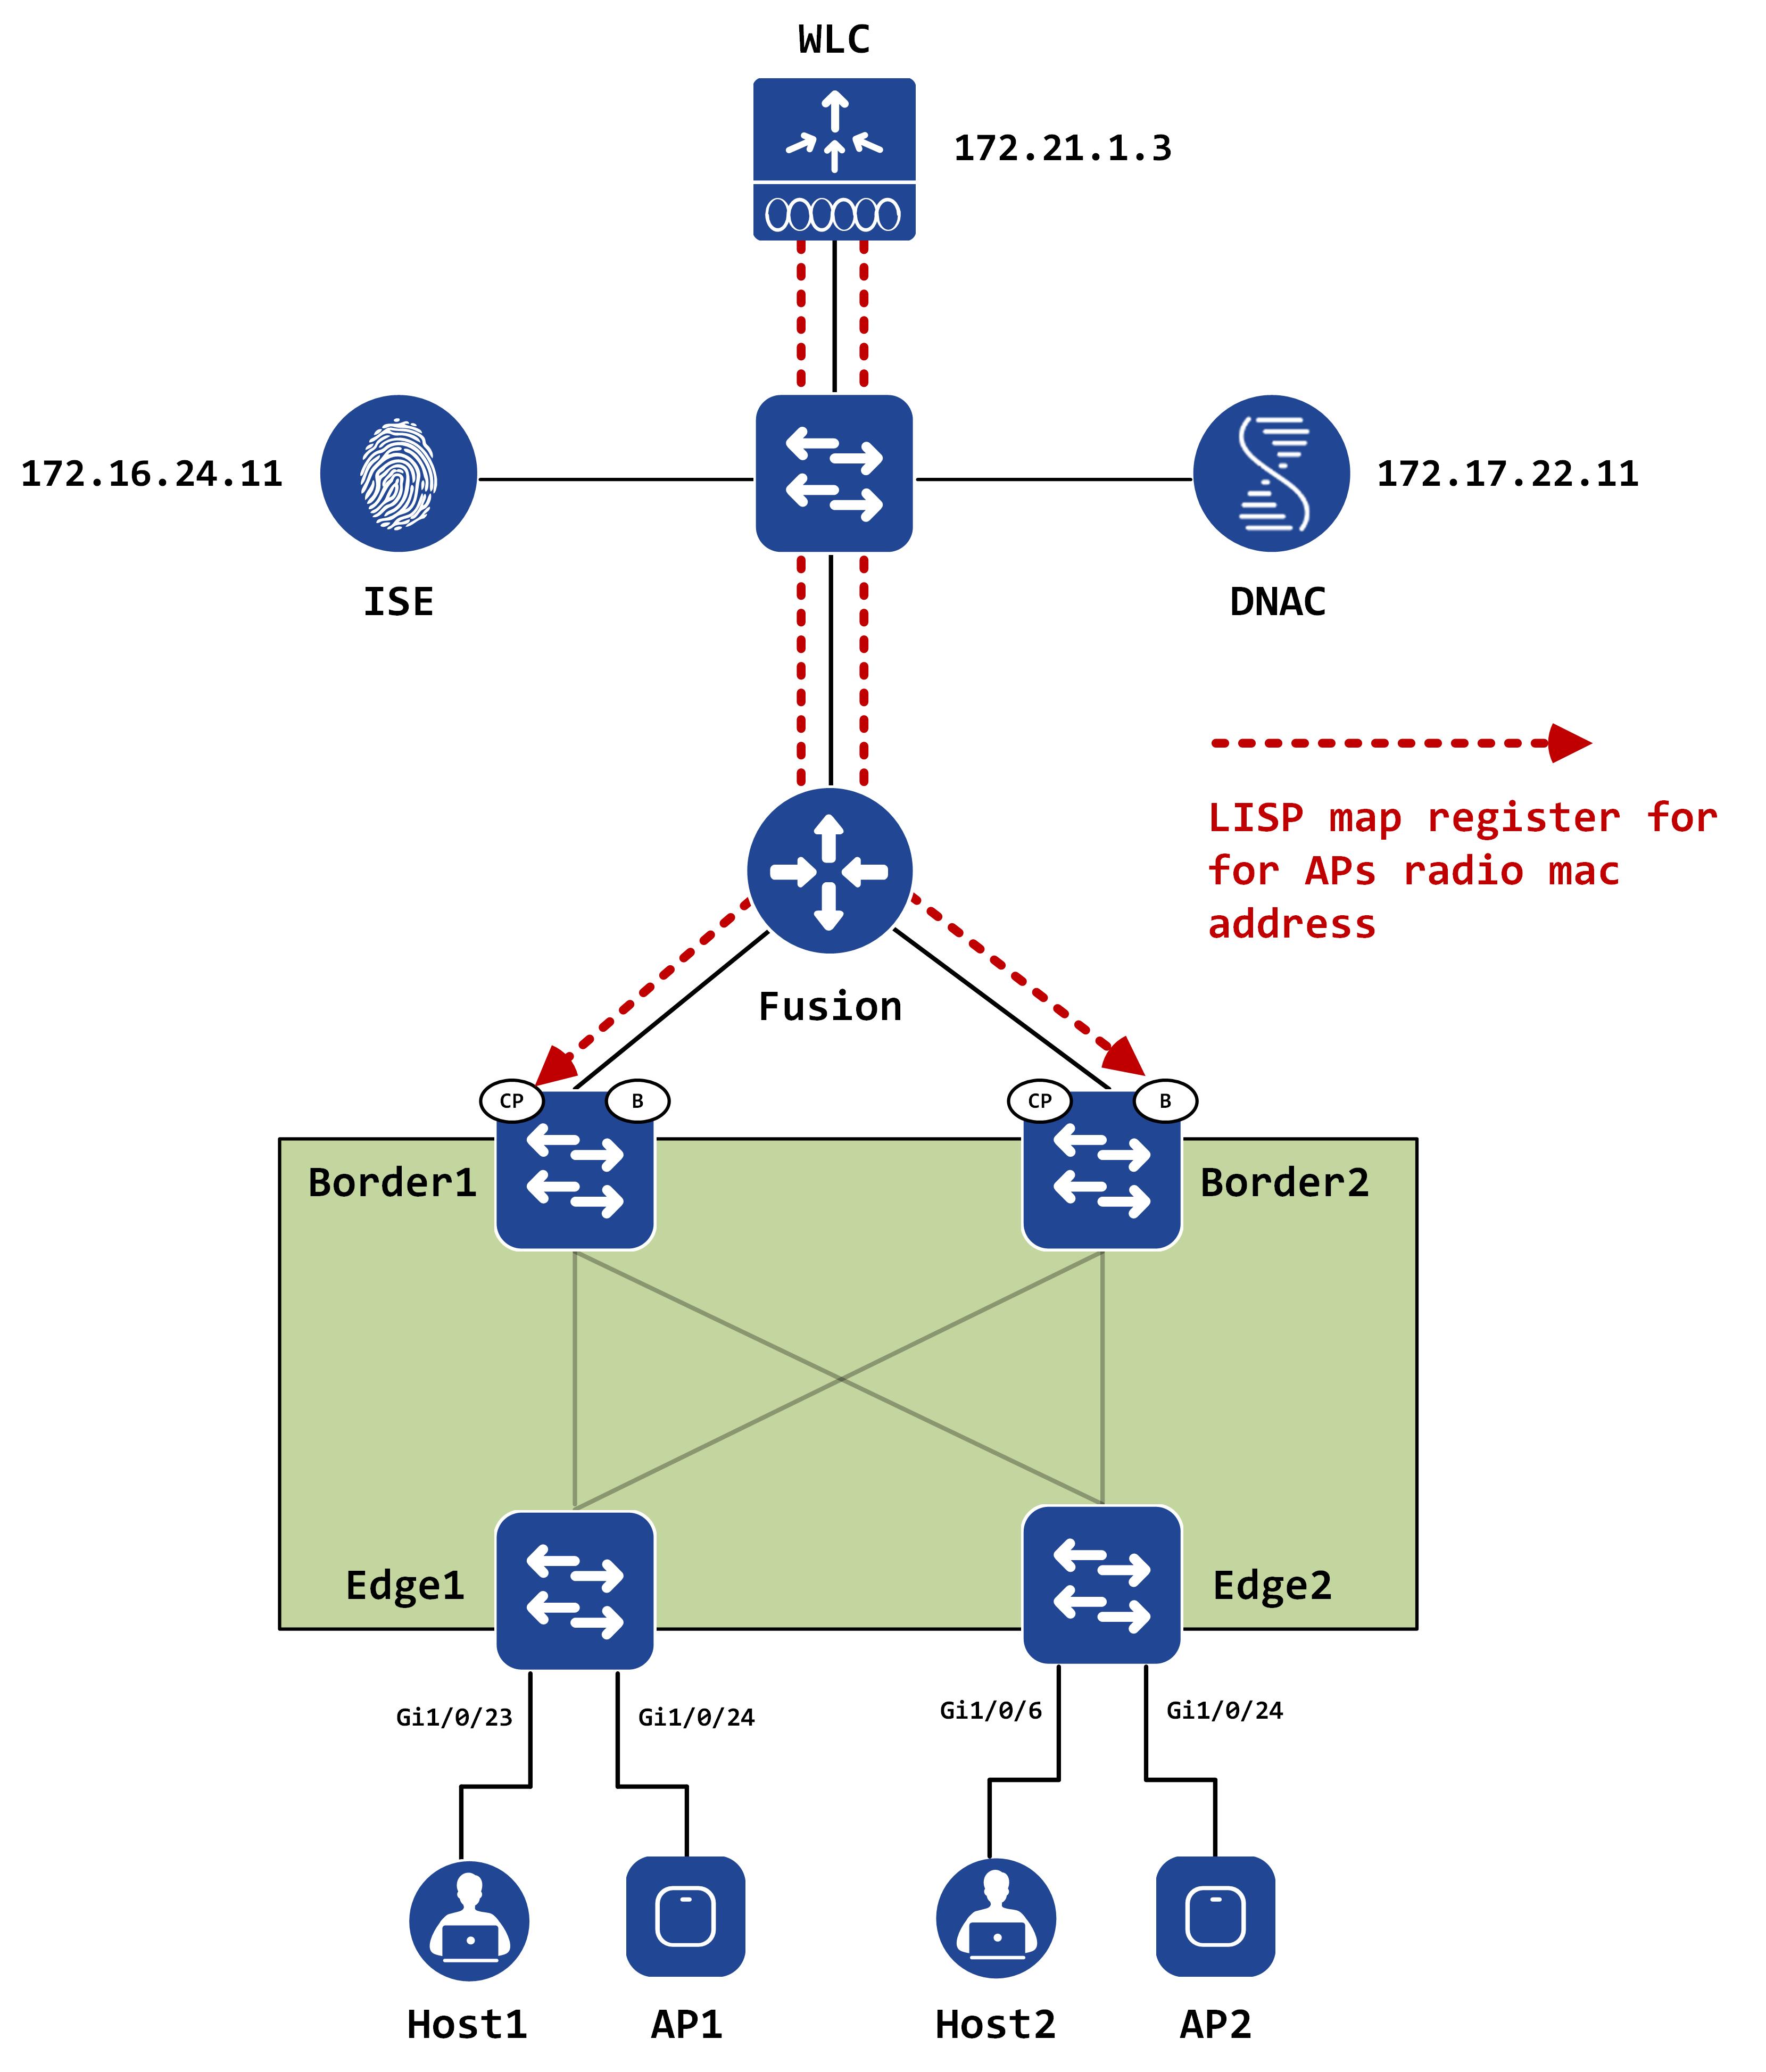 WLC
172.21.1.3
172.16.24.11
172.17.22.11
ISE
DNAC
LISP map register for
for APs radio mac
address
Fusion
CP
B
CP
B
Border1
Border2
Edge1
Edge2
Gi1/0/23
Gi1/0/24
Gi1/0/6
Gi1/0/24
Host1
AP1
Host2
AP2